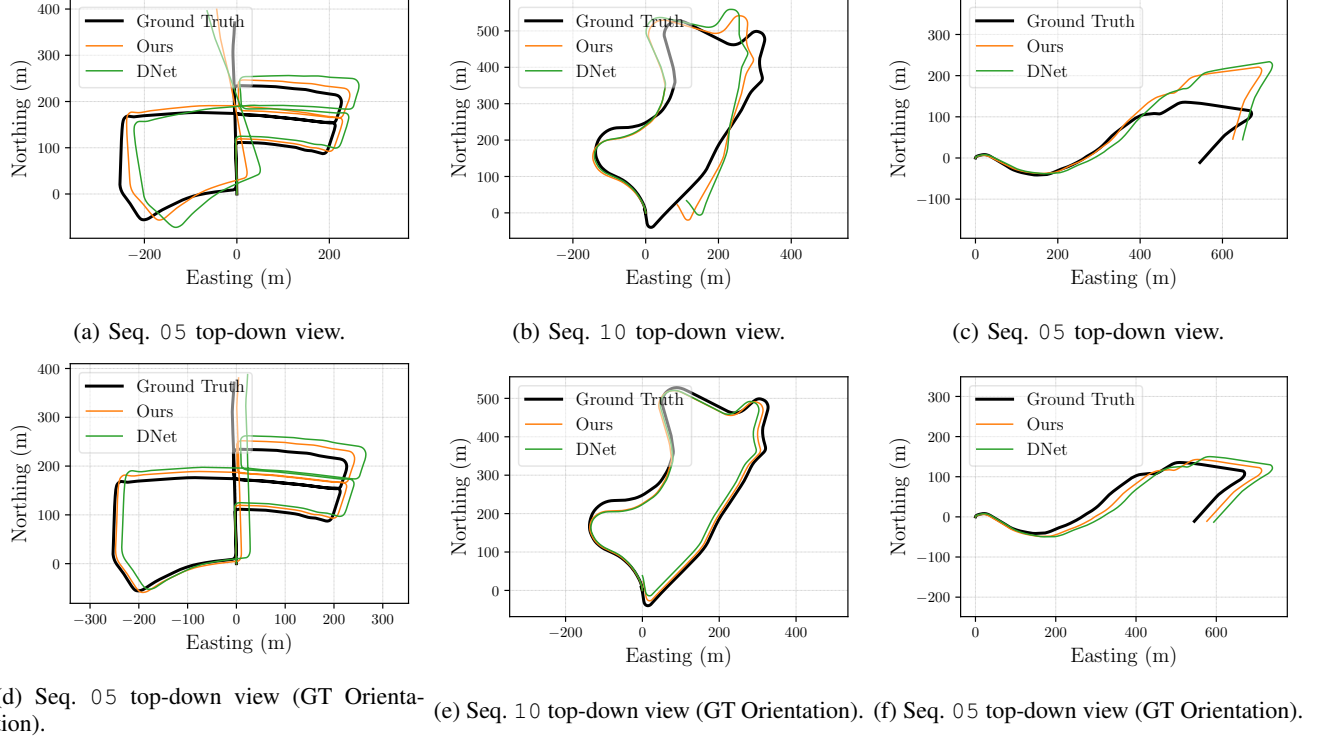 400
300
200
100
0
Northing (m)
Ground Truth
Ours
DNet
−200
0
200
Easting (m)
500
400
300
200
100
0
Northing (m)
Ground Truth
Ours
DNet
−200
0
200
400
Easting (m)
300
200
100
0
−100
Northing (m)
Ground Truth
Ours
DNet
0
200
400
600
Easting (m)
(a) Seq. 05 top-down view.
(b) Seq. 10 top-down view.
(c) Seq. 05 top-down view.
400
300
200
100
0
Northing (m)
Ground Truth
Ours
DNet
−300
−200
−100
0
100
200
300
Easting (m)
500
400
300
200
100
0
Northing (m)
Ground Truth
Ours
DNet
−200
0
200
400
Easting (m)
300
200
100
0
−100
−200
Northing (m)
Ground Truth
Ours
DNet
0
200
400
600
Easting (m)
(d) Seq. 05 top-down view (GT Orienta-
tion).
(e) Seq. 10 top-down view (GT Orientation).
(f) Seq. 05 top-down view (GT Orientation).